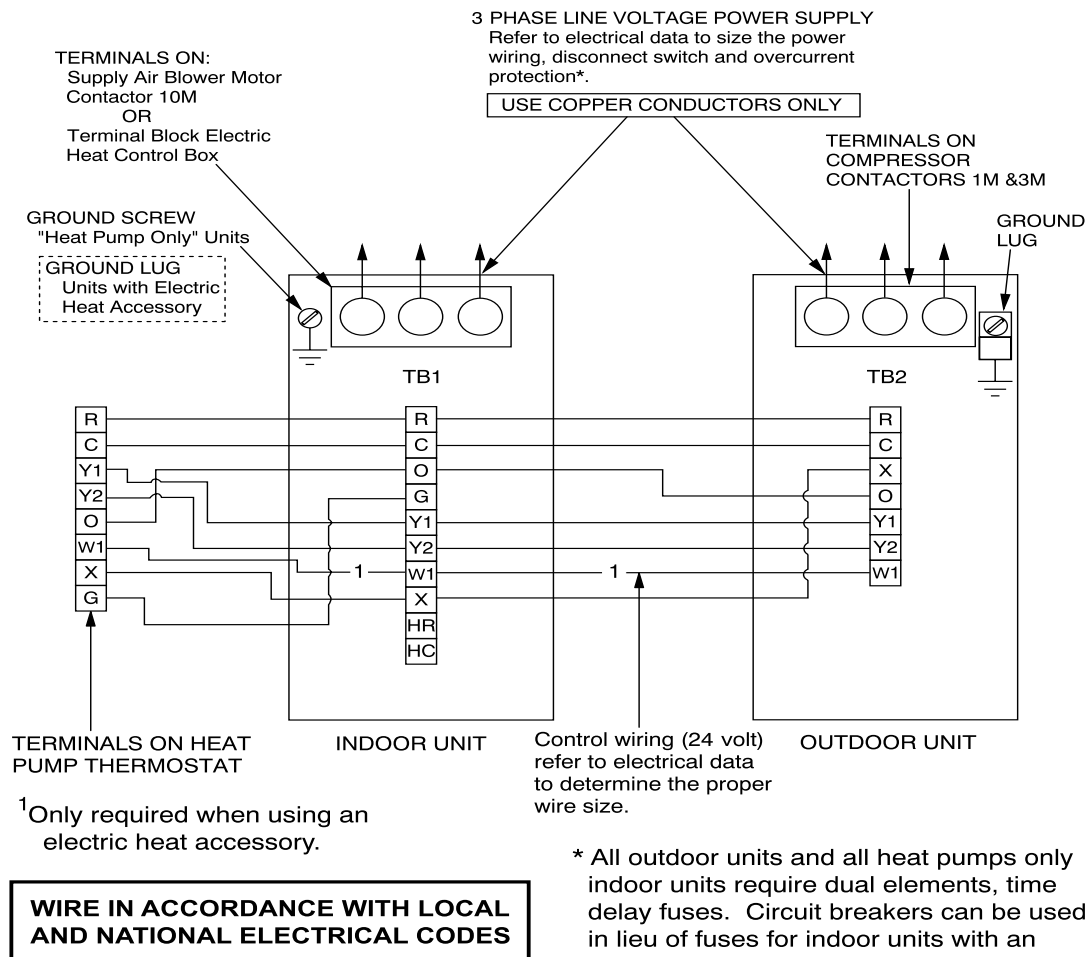 3 PHASE LINE VOLTAGE POWER SUPPLY
Refer to electrical data to size the power
wiring, disconnect switch and overcurrent
protection*.
USE COPPER CONDUCTORS ONLY
TERMINALS ON:
Supply Air Blower Motor
Contactor 10M
OR
Terminal Block Electric
Heat Control Box
TERMINALS ON
COMPRESSOR
CONTACTORS 1M &3M
GROUND SCREW
"Heat Pump Only" Units
GROUND LUG
Units with Electric
Heat Accessory
GROUND
LUG
TB1
TB2
R
C
Y1
Y2
O
W1
X
G
R
C
O
G
Y1
Y2
W1
X
HR
HC
R
C
X
O
Y1
Y2
W1
1
1
TERMINALS ON HEAT
PUMP THERMOSTAT
INDOOR UNIT
Control wiring (24 volt)
refer to electrical data
to determine the proper
wire size.
OUTDOOR UNIT
1Only required when using an
electric heat accessory.
WIRE IN ACCORDANCE WITH LOCAL
AND NATIONAL ELECTRICAL CODES
* All outdoor units and all heat pumps only
indoor units require dual elements, time
delay fuses. Circuit breakers can be used
in lieu of fuses for indoor units with an